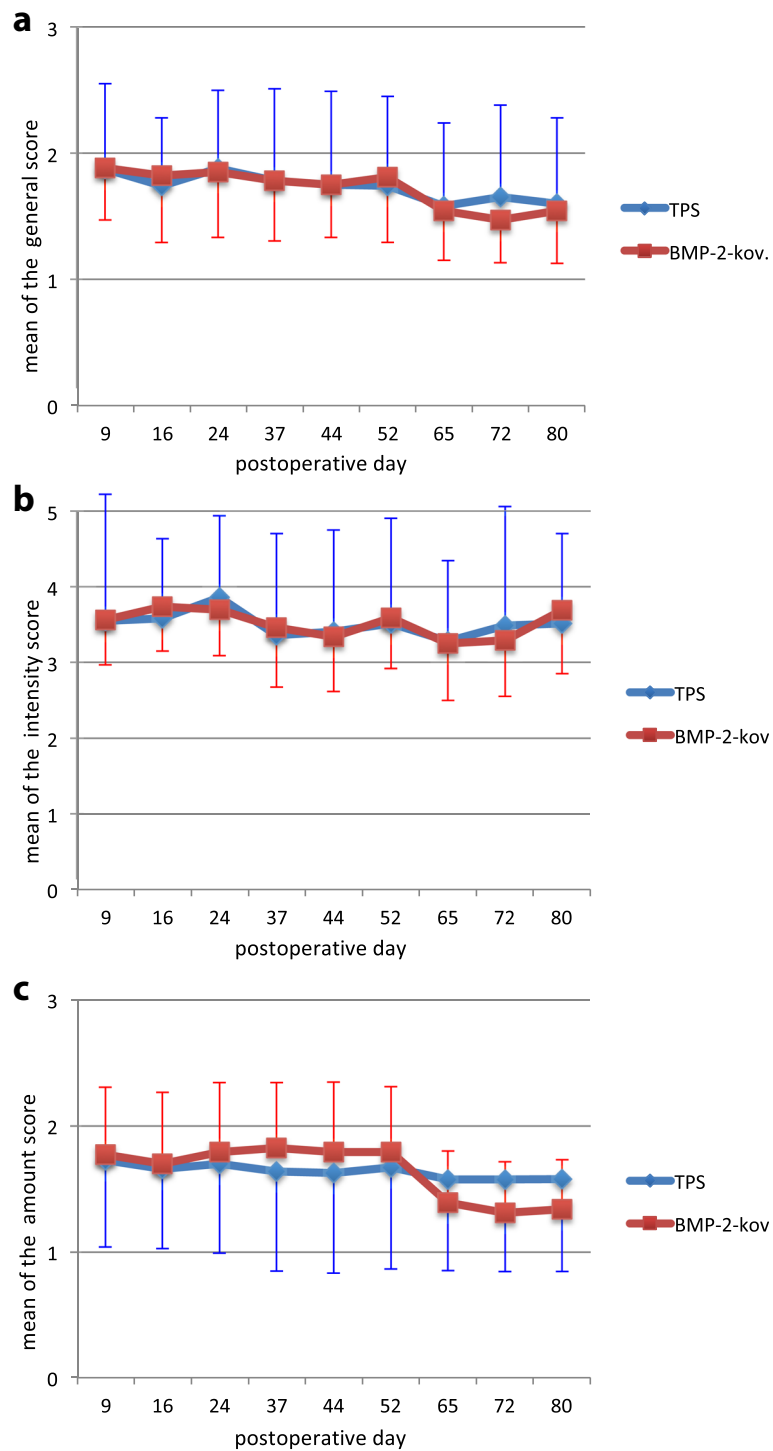 a
mean of the general score
3
2
1
0
9 16 24 37 44 52 65 72 80
postoperative day
TPS
BMP-2-kov.
b
mean of the intensity score
5
4
3
2
1
0
9 16 24 37 44 52 65 72 80
postoperative day
TPS
BMP-2-kov
c
mean of the amount score
3
2
1
0
9 16 24 37 44 52 65 72 80
postoperative day
TPS
BMP-2-kov